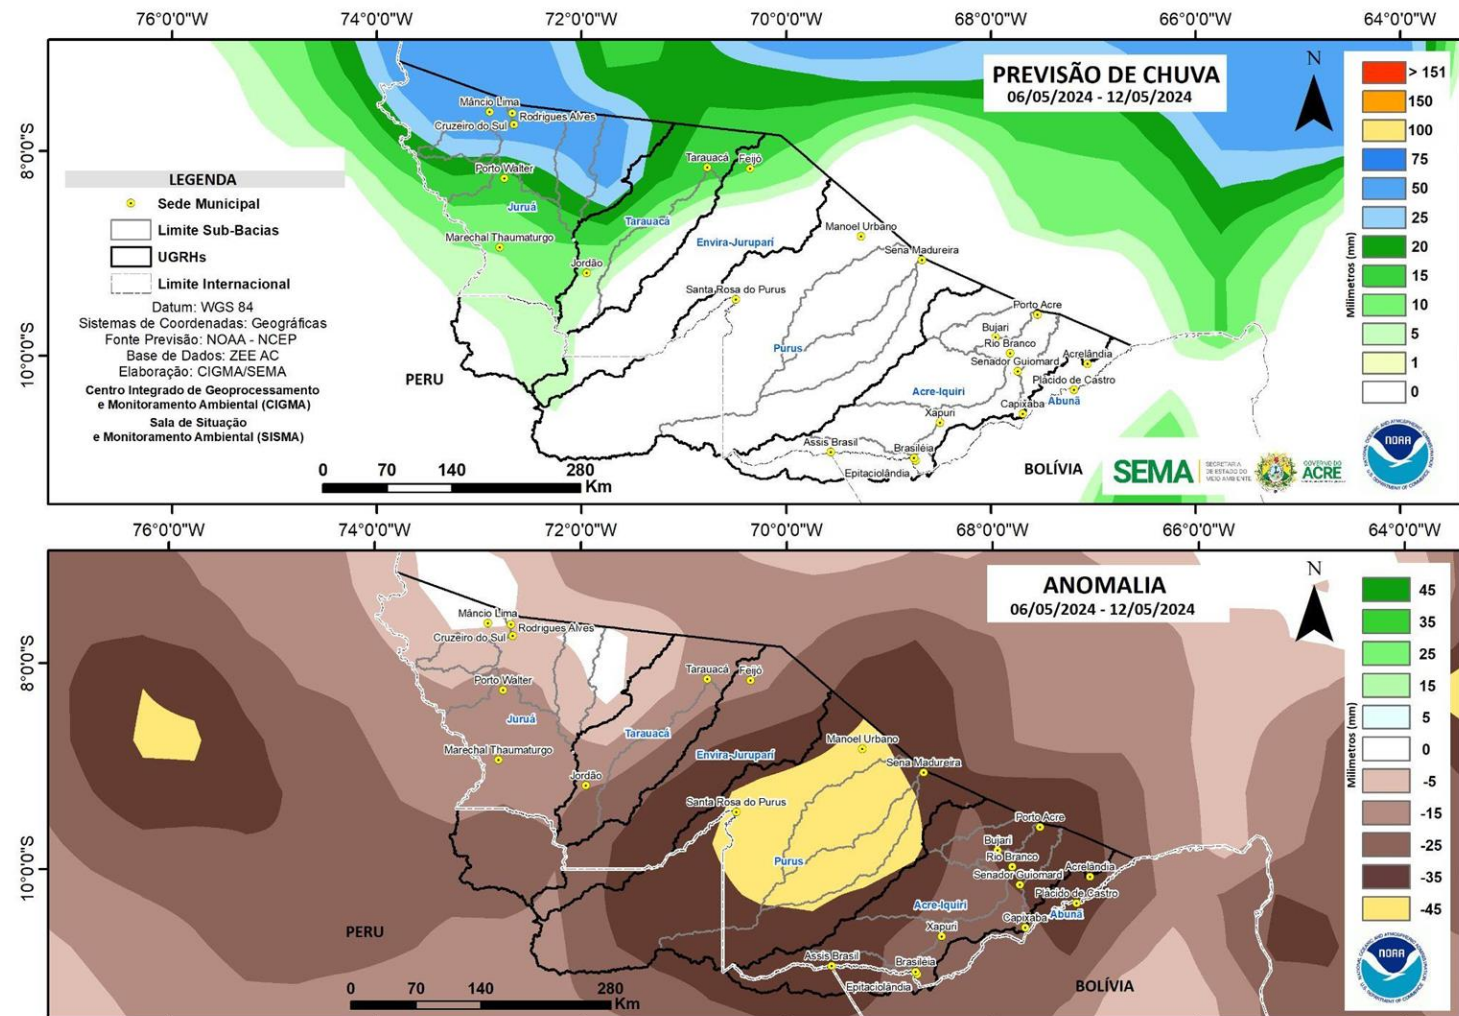 76°0'0"W 74°0'0"W 72°0'0"W 70°0'0"W 68°0'0"W 66°0'0"W 64°0'0"W
PREVISÃO DE CHUVA
06/05/2024 - 12/05/2024
N
> 151
150
100
75
50
25
20
15
10
5
1
0
Milímetros (mm)
8°0'0"S
10°0'0"S
LEGENDA
Sede Municipal
Limite Sub-Bacias
UGRHs
Limite Internacional
Datum: WGS 84
Sistemas de Coordenadas: Geográficas
Fonte Previsão: NOAA - NCEP
Base de Dados: ZEE AC
Elaboração: CIGMA/SEMA
Centro Integrado de Geoprocessamento
e Monitoramento Ambiental (CIGMA)
Sala de Situação
e Monitoramento Ambiental (SISMA)
Mâncio Lima
Rodrigues Alves
Cruzeiro do Sul
Porto Walter
Tarauacá
Feijó
Juruá
Tarauacá
Marechal Thaumaturgo
Envira-Jurupari
Jordão
Manoel Urbano
Sena Madureira
Santa Rosa do Purus
Porto Acre
Bujari
Rio Branco
Purus
Acrelândia
Senador Guiomard
Plácido de Castro
Acre-Iquiri
Abunã
Capixaba
Xapuri
Assis Brasil
Brasiléia
Epitaciolândia
PERU
BOLÍVIA
0 70 140 280
Km
SEMA
SECRETARIA
DE ESTADO DO
MEIO AMBIENTE
GOVERNO DO
ACRE
NOAA
76°0'0"W 74°0'0"W 72°0'0"W 70°0'0"W 68°0'0"W 66°0'0"W 64°0'0"W
ANOMALIA
06/05/2024 - 12/05/2024
N
45
35
25
15
5
0
-5
-15
-25
-35
-45
Milímetros (mm)
8°0'0"S
10°0'0"S
Mâncio Lima
Rodrigues Alves
Cruzeiro do Sul
Porto Walter
Tarauacá
Feijó
Juruá
Tarauacá
Marechal Thaumaturgo
Envira-Jurupari
Jordão
Manoel Urbano
Sena Madureira
Santa Rosa do Purus
Porto Acre
Bujari
Rio Branco
Purus
Acrelândia
Senador Guiomard
Plácido de Castro
Acre-Iquiri
Abunã
Capixaba
Xapuri
Assis Brasil
Brasiléia
Epitaciolândia
PERU
BOLÍVIA
0 70 140 280
Km
NOAA